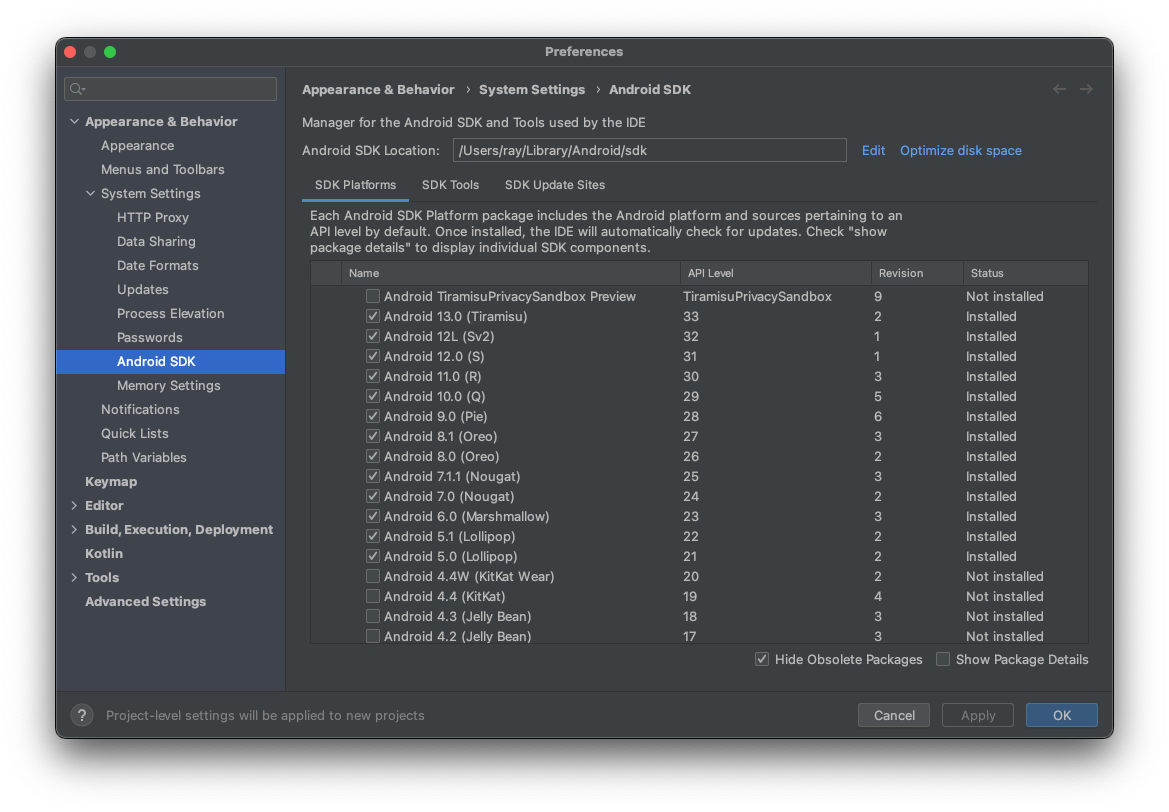 Preferences
Appearance & Behavior
Appearance
Menus and Toolbars
System Settings
HTTP Proxy
Data Sharing
Date Formats
Updates
Process Elevation
Passwords
Android SDK
Memory Settings
Notifications
Quick Lists
Path Variables
Keymap
Editor
Build, Execution, Deployment
Kotlin
Tools
Advanced Settings
Appearance & Behavior › System Settings › Android SDK
Manager for the Android SDK and Tools used by the IDE
Android SDK Location: /Users/ray/Library/Android/sdk Edit Optimize disk space
SDK Platforms SDK Tools SDK Update Sites
Each Android SDK Platform package includes the Android platform and sources pertaining to an
API level by default. Once installed, the IDE will automatically check for updates. Check "show
package details" to display individual SDK components.
Name API Level Revision Status
Android TiramisuPrivacySandbox Preview TiramisuPrivacySandbox 9 Not installed
Android 13.0 (Tiramisu) 33 2 Installed
Android 12L (Sv2) 32 1 Installed
Android 12.0 (S) 31 1 Installed
Android 11.0 (R) 30 3 Installed
Android 10.0 (Q) 29 5 Installed
Android 9.0 (Pie) 28 6 Installed
Android 8.1 (Oreo) 27 3 Installed
Android 8.0 (Oreo) 26 2 Installed
Android 7.1.1 (Nougat) 25 3 Installed
Android 7.0 (Nougat) 24 2 Installed
Android 6.0 (Marshmallow) 23 3 Installed
Android 5.1 (Lollipop) 22 2 Installed
Android 5.0 (Lollipop) 21 2 Installed
Android 4.4W (KitKat Wear) 20 2 Not installed
Android 4.4 (KitKat) 19 4 Not installed
Android 4.3 (Jelly Bean) 18 3 Not installed
Android 4.2 (Jelly Bean) 17 3 Not installed
Hide Obsolete Packages Show Package Details
? Project-level settings will be applied to new projects
Cancel Apply OK